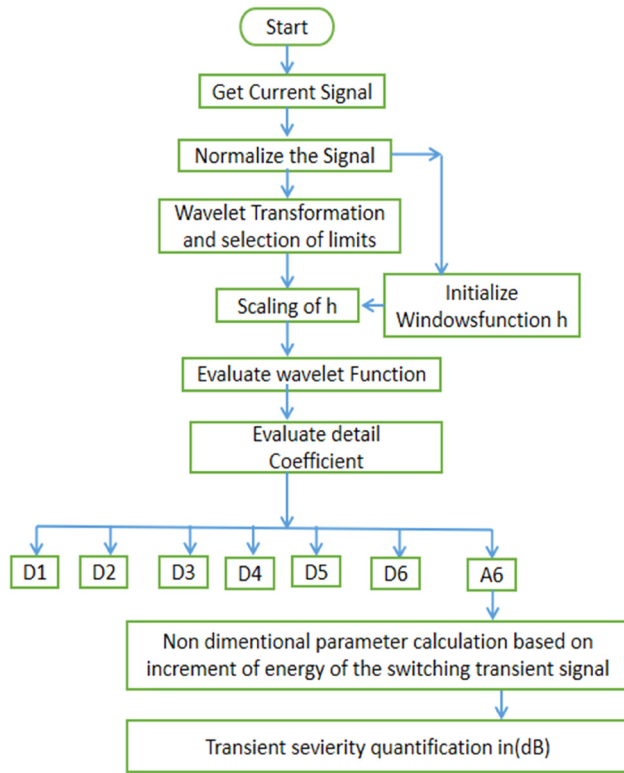 Start
Get Current Signal
Normalize the Signal
Wavelet Transformation
and selection of limits
Scaling of h
Initialize
Windowsfunction h
Evaluate wavelet Function
Evaluate detail
Coefficient
D1 D2 D3 D4 D5 D6 A6
Non dimentional parameter calculation based on
increment of energy of the switching transient signal
Transient sevierity quantification in(dB)